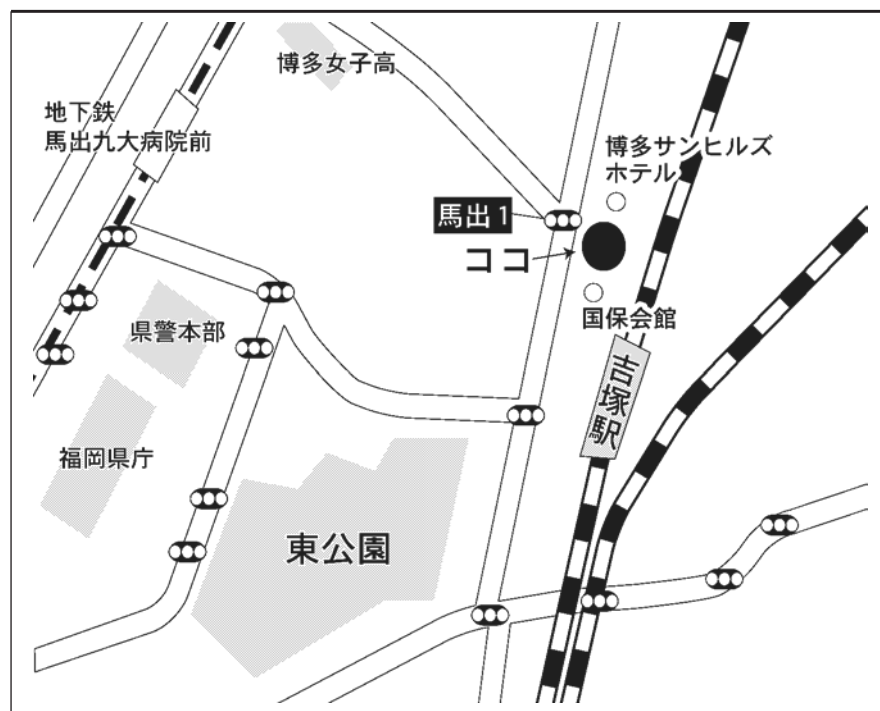 博多女子高
地下鉄
馬出九大病院前
博多サンヒルズ
ホテル
馬出1
ココ
国保会館
県警本部
吉塚駅
福岡県庁
東公園